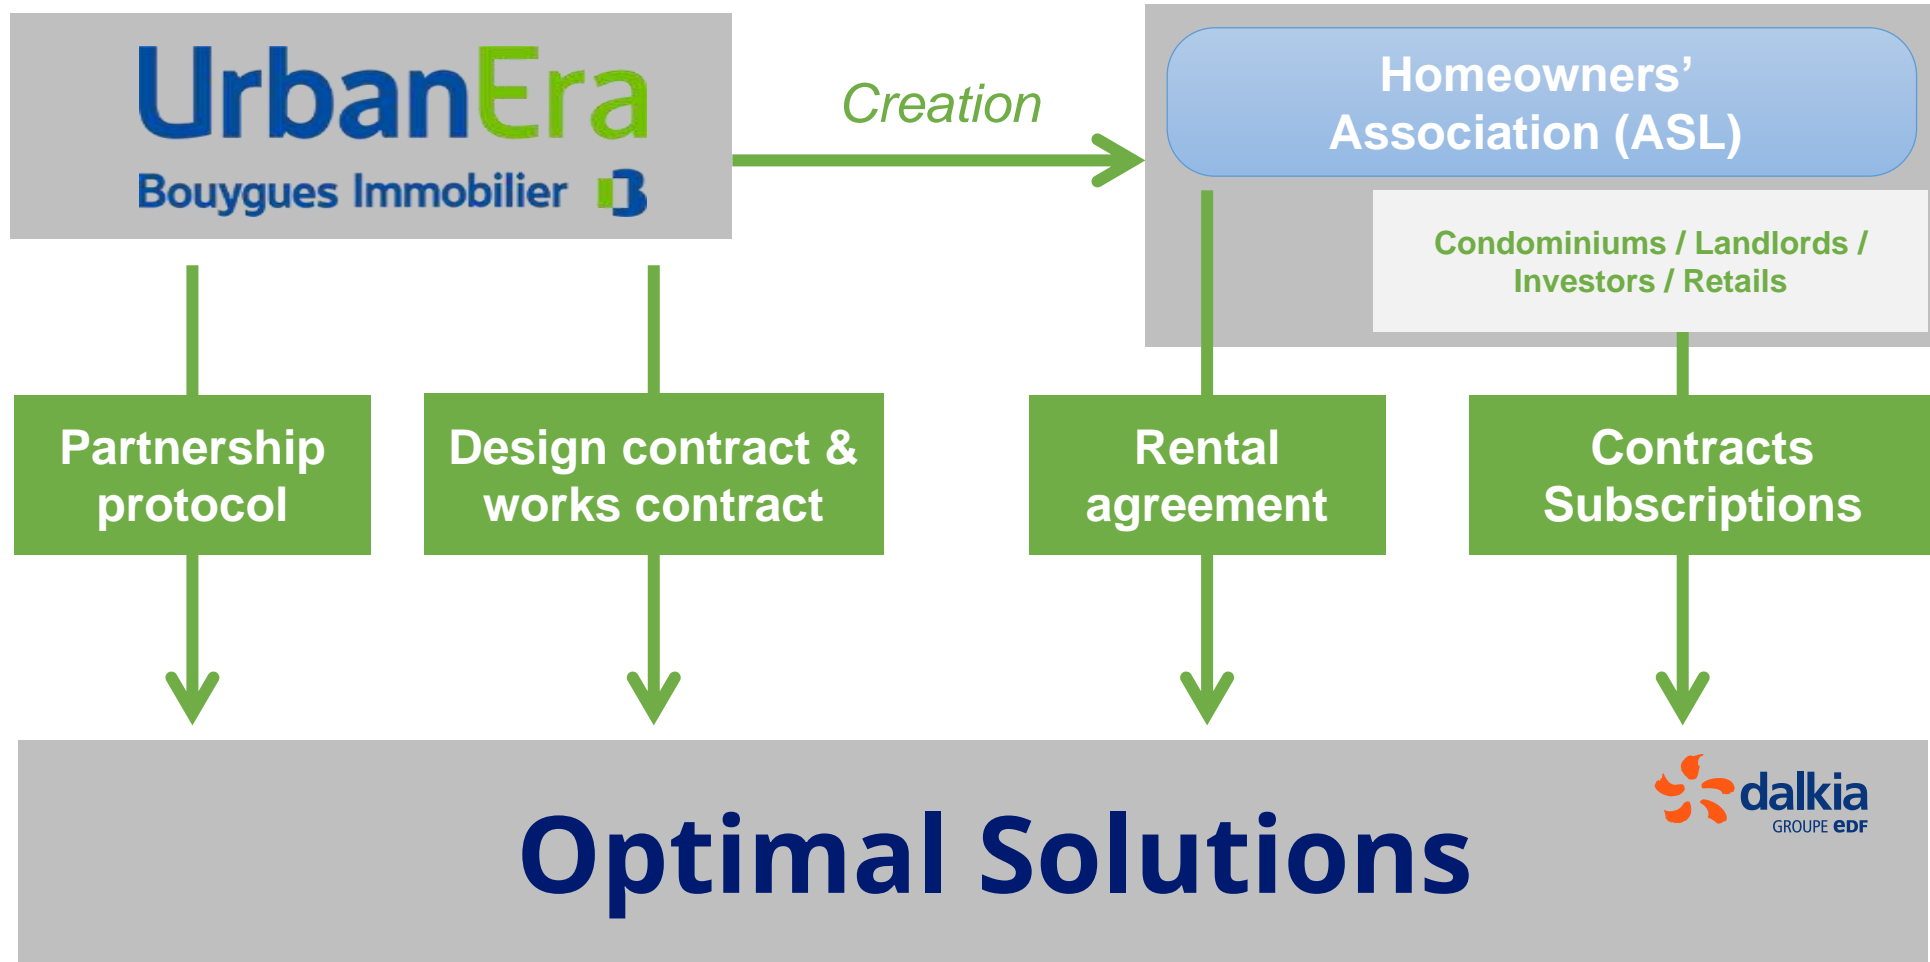 UrbanEra
Bouygues Immobilier
Creation
Homeowners’
Association (ASL)
Condominiums / Landlords /
Investors / Retails
Partnership
protocol
Design contract &
works contract
Rental
agreement
Contracts
Subscriptions
dalkia
GROUPE eDF
Optimal Solutions